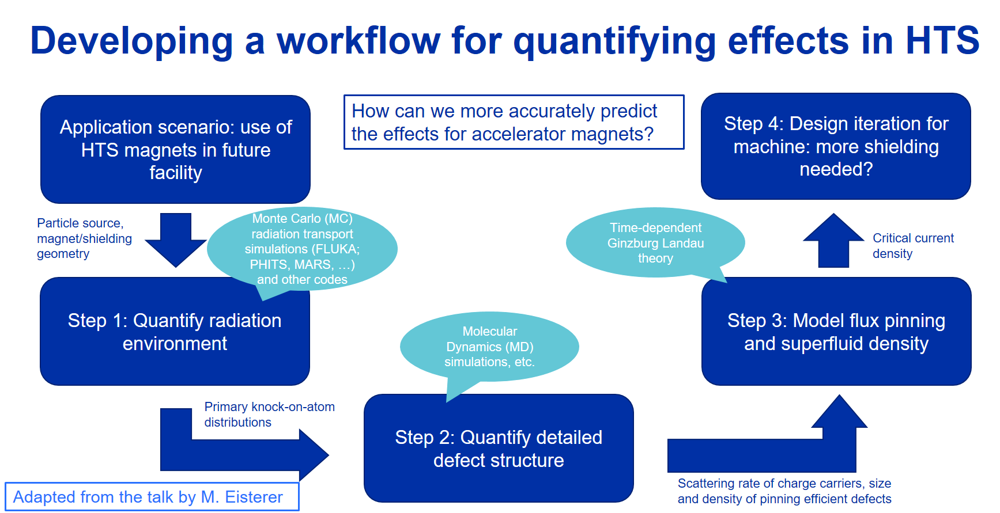 Developing a workflow for quantifying effects in HTS
Application scenario: use of
HTS magnets in future
facility
How can we more accurately predict
the effects for accelerator magnets?
Step 4: Design iteration for
machine: more shielding
needed?
Particle source,
magnet/shielding
geometry
Monte Carlo (MC)
radiation transport
simulations (FLUKA;
PHITS, MARS, …)
and other codes
Time-dependent
Ginzburg Landau
theory
Critical current
density
Step 1: Quantify radiation
environment
Molecular
Dynamics (MD)
simulations, etc.
Step 3: Model flux pinning
and superfluid density
Primary knock-on-atom
distributions
Step 2: Quantify detailed
defect structure
Scattering rate of charge carriers, size
and density of pinning efficient defects
Adapted from the talk by M. Eisterer